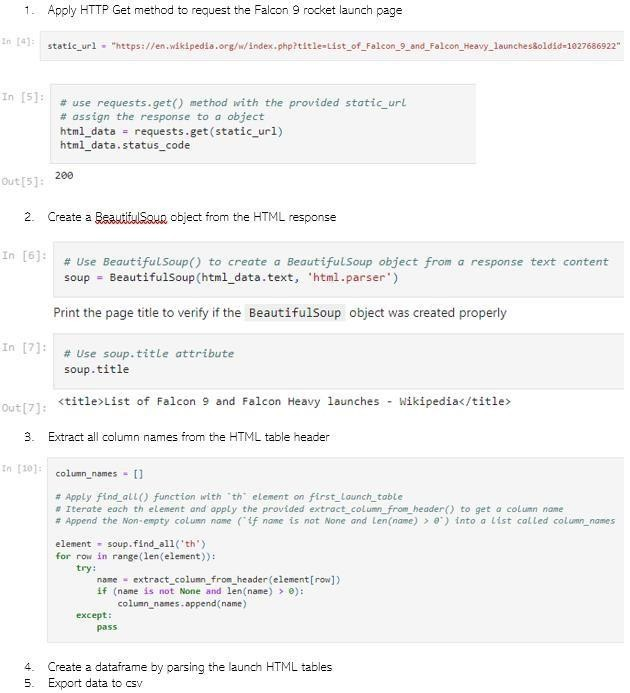 1. Apply HTTP Get method to request the Falcon 9 rocket launch page
In [4]: static_url = "https://en.wikipedia.org/w/index.php?title=List_of_Falcon_9_and_Falcon_Heavy_launches&oldid=1027686922"
In [5]: # use requests.get() method with the provided static_url
# assign the response to a object
html_data = requests.get(static_url)
html_data.status_code
Out[5]: 200
2. Create a BeautifulSoup object from the HTML response
In [6]: # Use BeautifulSoup() to create a BeautifulSoup object from a response text content
soup = BeautifulSoup(html_data.text, 'html.parser')
Print the page title to verify if the BeautifulSoup object was created properly
In [7]: # Use soup.title attribute
soup.title
Out[7]: <title>List of Falcon 9 and Falcon Heavy launches - Wikipedia</title>
3. Extract all column names from the HTML table header
In [10]: column_names = []
# Apply find_all() function with `th` element on first_launch_table
# Iterate each th element and apply the provided extract_column_from_header() to get a column name
# Append the Non-empty column name (`if name is not None and len(name) > 0`) into a list called column_names
element = soup.find_all('th')
for row in range(len(element)):
try:
name = extract_column_from_header(element[row])
if (name is not None and len(name) > 0):
column_names.append(name)
except:
pass
4. Create a dataframe by parsing the launch HTML tables
5. Export data to csv